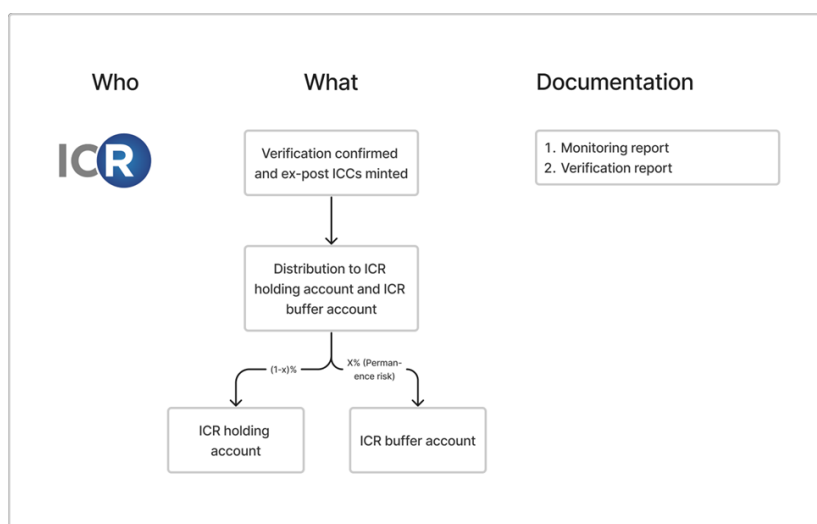 Who
What
Documentation
ICR
Verification confirmed
and ex-post ICCs minted
1. Monitoring report
2. Verification report
Distribution to ICR
holding account and ICR
buffer account
(1-x)%
X% (Perman-
ence risk)
ICR holding
account
ICR buffer account